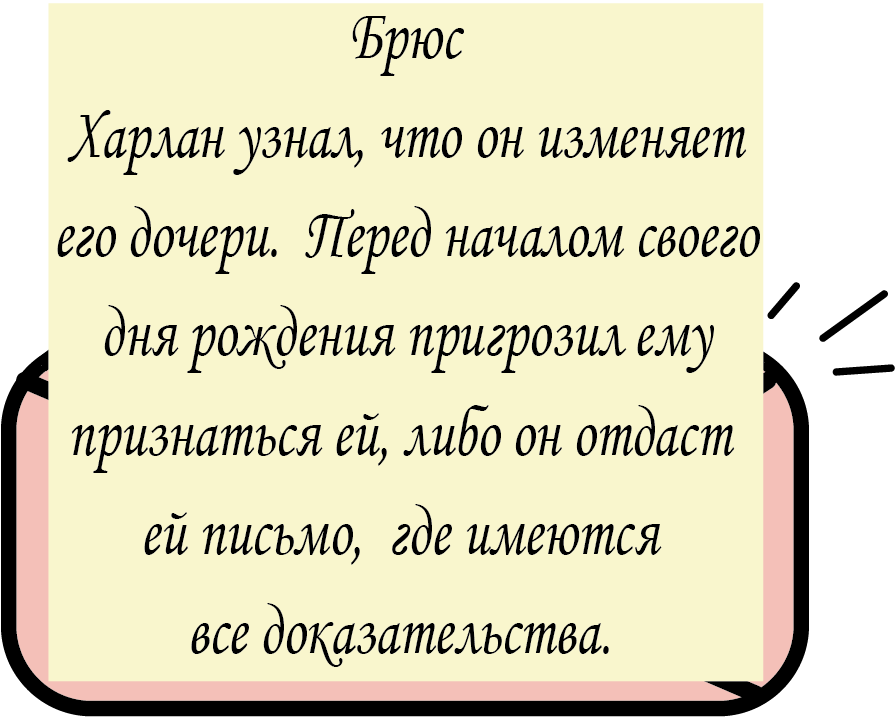 Брюс
Харлан узнал, что он изменяет
его дочери. Перед началом своего
дня рождения пригрозил ему
признаться ей, либо он отдаст
ей письмо, где имеются
все доказательства.